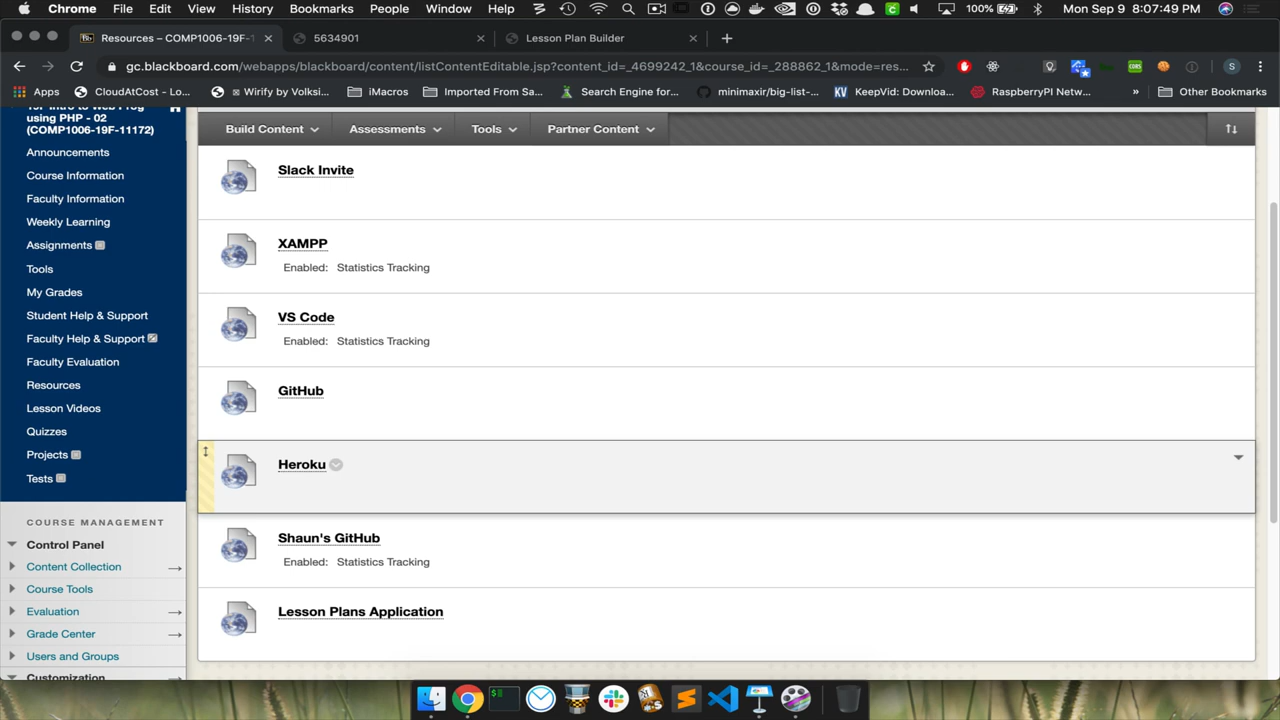 Chrome File Edit View History Bookmarks People Window Help 100% Mon Sep 9 8:07:49 PM
Resources – COMP1006-19F-1 5634901 Lesson Plan Builder
gc.blackboard.com/webapps/blackboard/content/listContentEditable.jsp?content_id=_4699242_1&course_id=_288862_1&mode=res...
Apps CloudAtCost - Lo... Wirify by Volksi... iMacros Imported From Sa... Search Engine for... minimaxir/big-list-... KeepVid: Downloa... RaspberryPI Netw... » Other Bookmarks
19F Intro to Web Prog
using PHP - 02
(COMP1006-19F-11172)
Announcements
Course Information
Faculty Information
Weekly Learning
Assignments
Tools
My Grades
Student Help & Support
Faculty Help & Support
Faculty Evaluation
Resources
Lesson Videos
Quizzes
Projects
Tests
COURSE MANAGEMENT
Control Panel
Content Collection
Course Tools
Evaluation
Grade Center
Users and Groups
Customization
Build Content Assessments Tools Partner Content
Slack Invite
XAMPP
Enabled: Statistics Tracking
VS Code
Enabled: Statistics Tracking
GitHub
Heroku
Shaun's GitHub
Enabled: Statistics Tracking
Lesson Plans Application